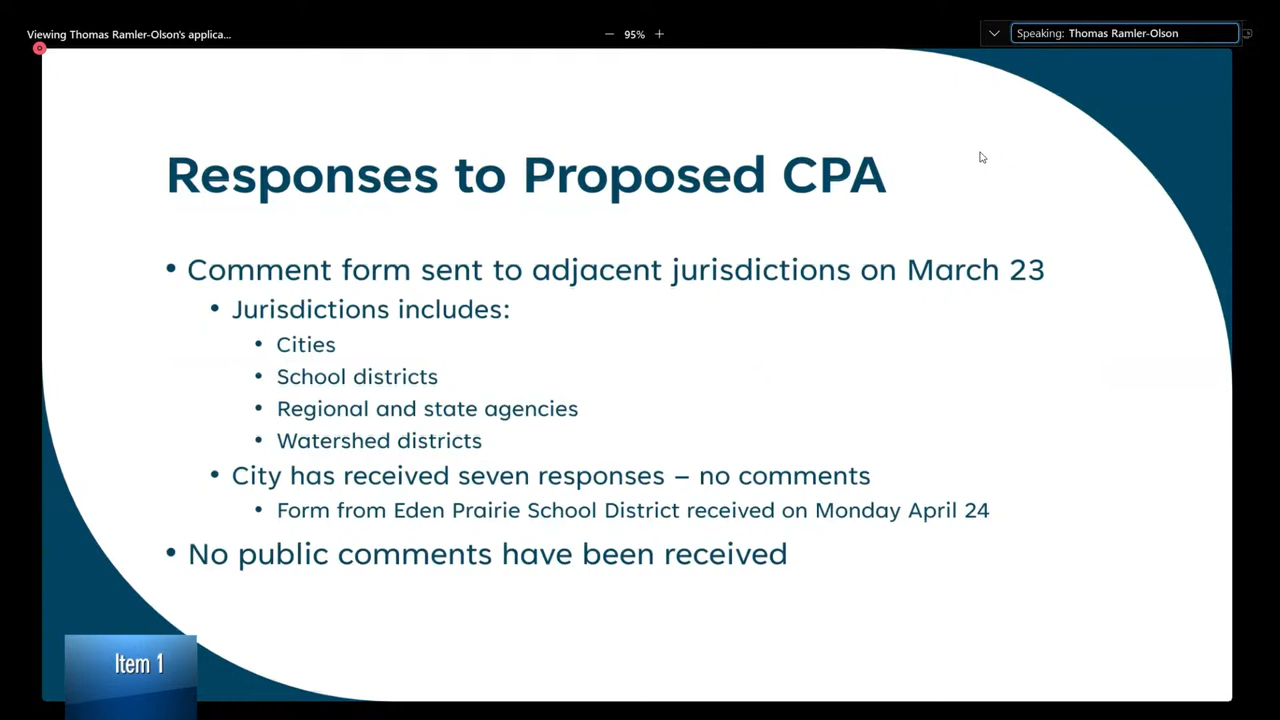 Viewing Thomas Ramler-Olson's applica...
95%
Speaking: Thomas Ramler-Olson
Responses to Proposed CPA
• Comment form sent to adjacent jurisdictions on March 23
• Jurisdictions includes:
• Cities
• School districts
• Regional and state agencies
• Watershed districts
• City has received seven responses – no comments
• Form from Eden Prairie School District received on Monday April 24
• No public comments have been received
Item 1